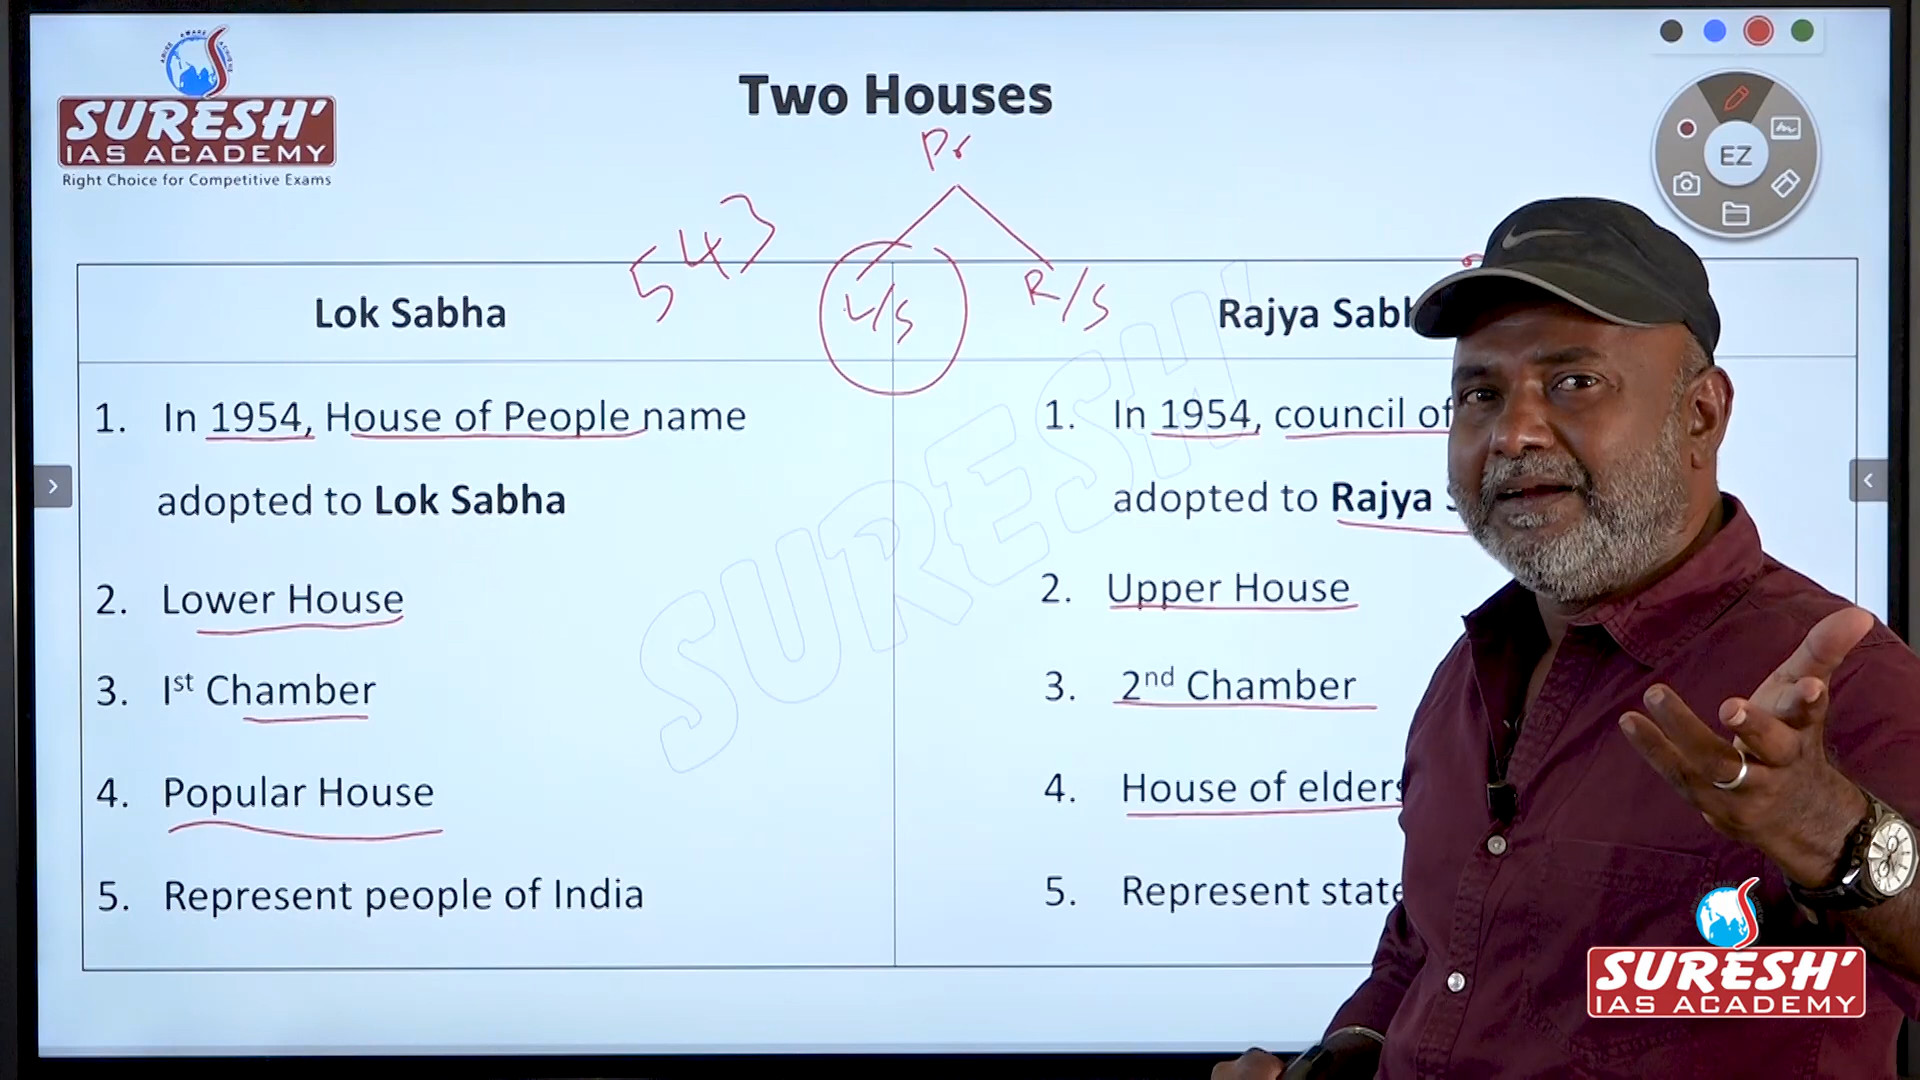 SURESH'
IAS ACADEMY
Right Choice for Competitive Exams
Two Houses
Pr
543
L/S
R/S
EZ
Lok Sabha
Rajya Sabh
1. In 1954, House of People name
adopted to Lok Sabha
2. Lower House
3. Ist Chamber
4. Popular House
5. Represent people of India
1. In 1954, council of
adopted to Rajya
2. Upper House
3. 2nd Chamber
4. House of elders
5. Represent state
SURESH'
SURESH'
IAS ACADEMY